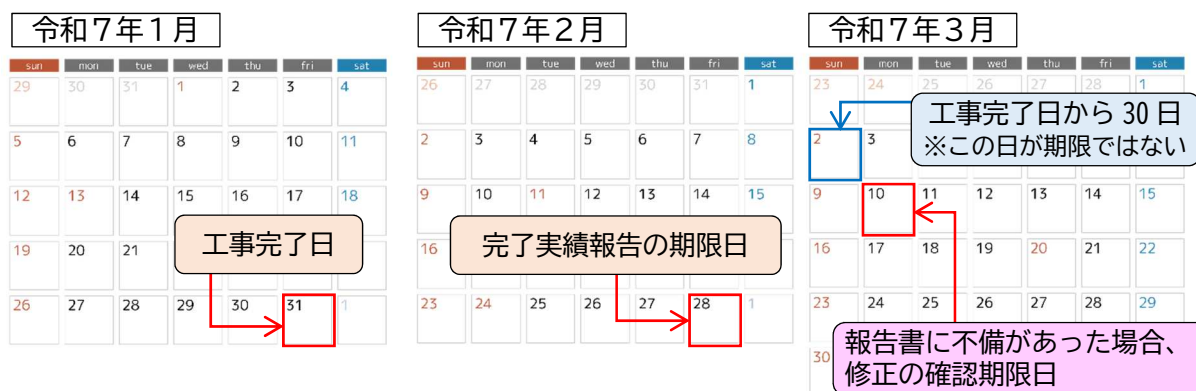 令和７年１月
sun mon tue wed thu fri sat
29 30 31 1 2 3 4
5 6 7 8 9 10 11
12 13 14 15 16 17 18
19 20 21
工事完了日
26 27 28 29 30 31 1
令和７年２月
sun mon tue wed thu fri sat
26 27 28 29 30 31 1
2 3 4 5 6 7 8
9 10 11 12 13 14 15
16
完了実績報告の期限日
23 24 25 26 27 28 1
令和７年３月
sun mon tue wed thu fri sat
23 24 25 26 27 28 1
工事完了日から 30 日
※この日が期限ではない
2 3
9 10 11 12 13 14 15
16 17 18 19 20 21 22
23 24 25 26 27 28 29
30
報告書に不備があった場合、
修正の確認期限日